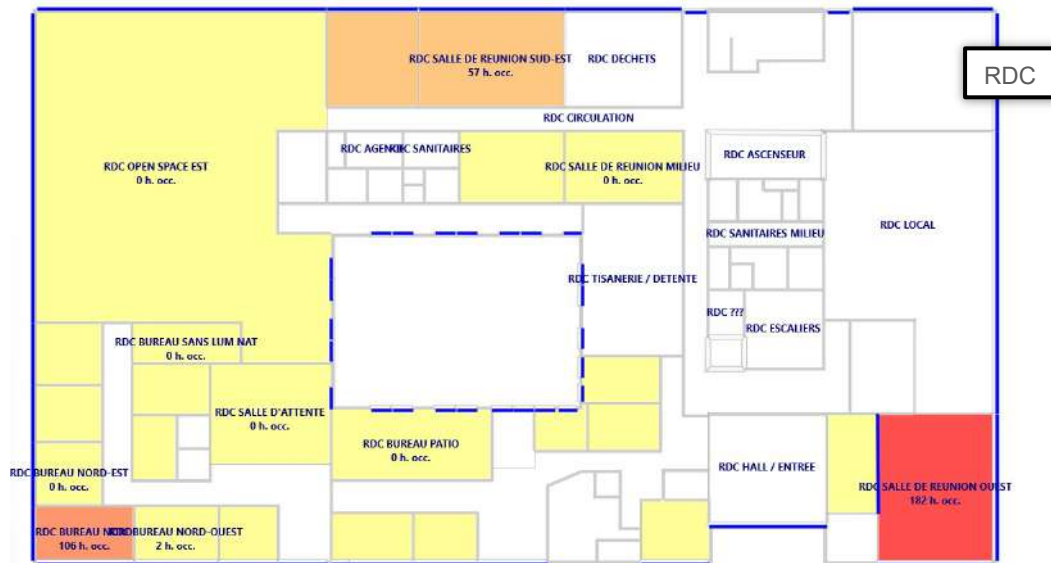 RDC SALLE DE REUNION SUD-EST
57 h. occ.
RDC DECHETS
RDC
RDC CIRCULATION
RDC SANITAIRES
RDC ASCENSEUR
RDC OPEN SPACE EST
0 h. occ.
RDC SALLE DE REUNION MILIEU
0 h. occ.
RDC SANITAIRES MILIEU
RDC LOCAL
RDC TISANERIE / DETENTE
RDC ???
RDC ESCALIERS
RDC BUREAU SANS LUM NAT
0 h. occ.
RDC SALLE D'ATTENTE
0 h. occ.
RDC BUREAU PATIO
0 h. occ.
RDC HALL / ENTREE
RDC BUREAU NORD-EST
0 h. occ.
RDC SALLE DE REUNION OUEST
182 h. occ.
RDC BUREAU
106 h. occ.
BUREAU NORD-OUEST
2 h. occ.